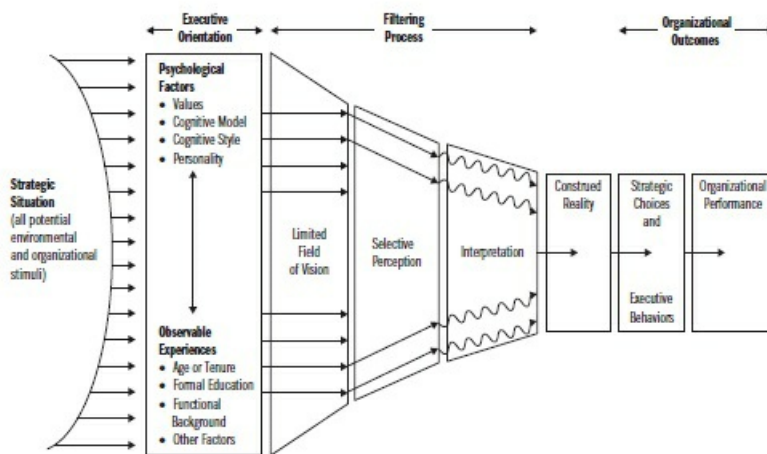 Executive
Orientation
Filtering
Process
Organizational
Outcomes
Strategic
Situation
(all potential
environmental
and organizational
stimuli)
Psychological
Factors
• Values
• Cognitive Model
• Cognitive Style
• Personality
Observable
Experiences
• Age or Tenure
• Formal Education
• Functional
Background
• Other Factors
Limited
Field
of Vision
Selective
Perception
Interpretation
Construed
Reality
Strategic
Choices
and
Executive
Behaviors
Organizational
Performance